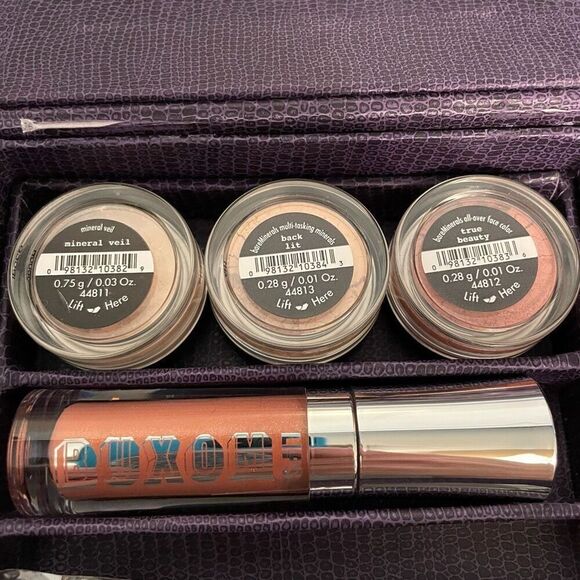 mineral veil
mineral veil
0 98132 10382 9
0.75 g / 0.03 Oz.
44811
Lift Here
bareMinerals multi-tasking minerals
back
lit
0 98132 10384 3
0.28 g / 0.01 Oz.
44813
Lift Here
bareMinerals all-over face color
true
beauty
0 98132 10383 6
0.28 g / 0.01 Oz.
44812
Lift Here
BUXOM